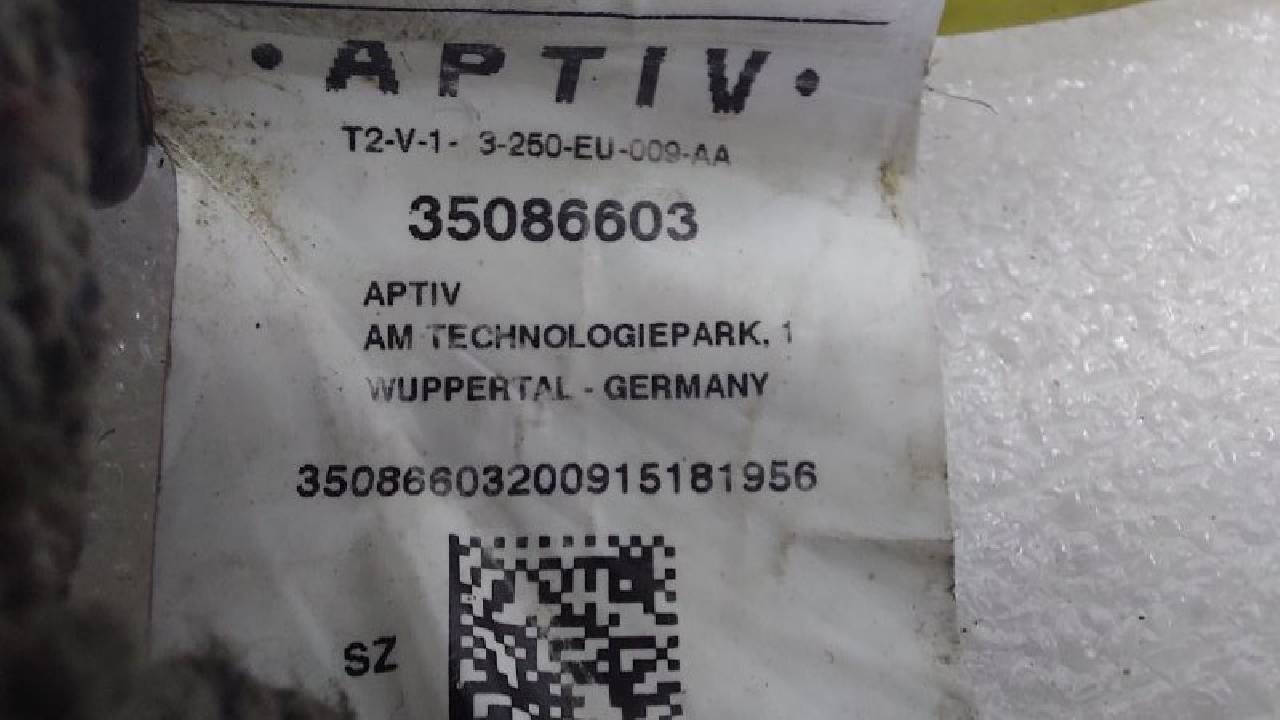 • APTIV •
T2-V-1- 3-250-EU-009-AA
35086603
APTIV
AM TECHNOLOGIEPARK, 1
WUPPERTAL - GERMANY
35086603200915181956
SZ